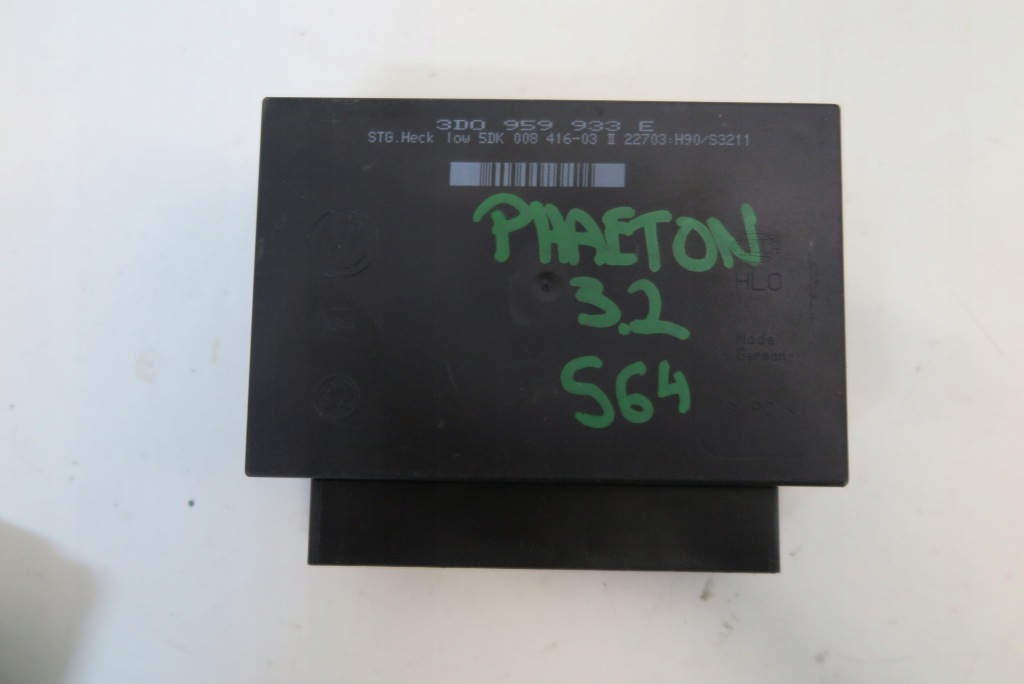 3D0 959 933 E
STG.Heck low 5DK 008 416-03 II 22703:H90/S3211
PHAETON
HLO
3.2
Made
Germany
S64